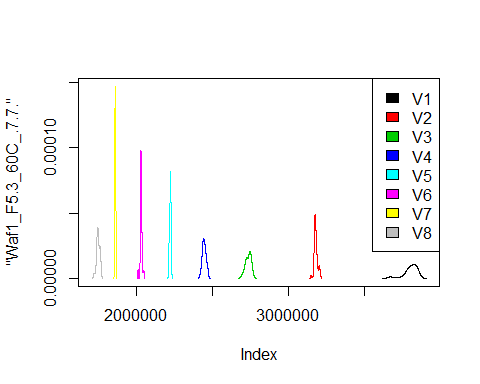 "Waf1_F5.3_60C_.7.7."
0.00010
0.00000
2000000
3000000
Index
V1
V2
V3
V4
V5
V6
V7
V8